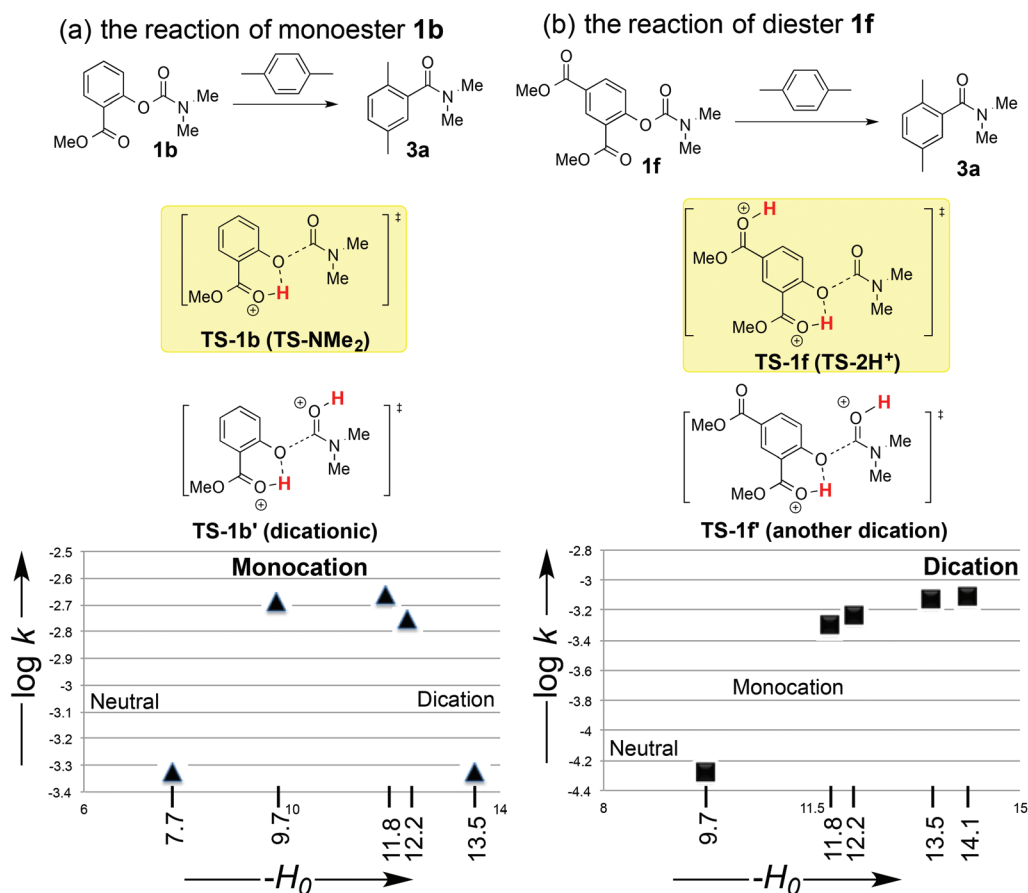 (a) the reaction of monoester 1b
O
O
N
Me
Me
MeO
O
1b
O
N
Me
Me
3a
O
O
N
Me
Me
MeO
O
H
⊕
‡
TS-1b (TS-NMe₂)
⊕
H
O
O
N
Me
Me
MeO
O
H
⊕
‡
TS-1b' (dicationic)
Monocation
Neutral
Dication
log k
-2.5
-2.6
-2.7
-2.8
-2.9
-3
-3.1
-3.2
-3.3
-3.4
6
10
14
7.7
9.7
11.8
12.2
13.5
-H₀
(b) the reaction of diester 1f
O
MeO
O
O
N
Me
Me
MeO
O
1f
O
N
Me
Me
3a
⊕
H
O
MeO
O
O
N
Me
Me
MeO
O
H
⊕
‡
TS-1f (TS-2H⁺)
O
MeO
⊕
H
O
O
N
Me
Me
MeO
O
H
⊕
‡
TS-1f' (another dication)
Dication
Monocation
Neutral
log k
-2.8
-3
-3.2
-3.4
-3.6
-3.8
-4
-4.2
-4.4
8
11.5
15
9.7
11.8
12.2
13.5
14.1
-H₀